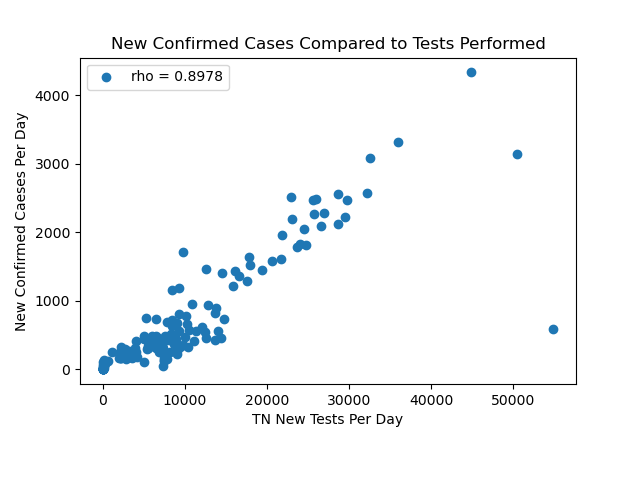 New Confirmed Cases Compared to Tests Performed
rho = 0.8978
New Confirmed Caeses Per Day
4000
3000
2000
1000
0
0 10000 20000 30000 40000 50000
TN New Tests Per Day